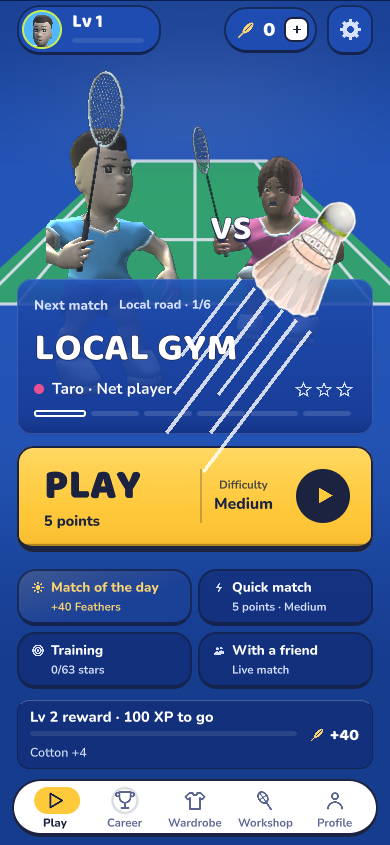 Lv 1
0
VS
Next match Local road · 1/6
LOCAL GYM
Taro · Net player
PLAY
5 points
Difficulty
Medium
Match of the day
+40 Feathers
Quick match
5 points · Medium
Training
0/63 stars
With a friend
Live match
Lv 2 reward · 100 XP to go
+40
Cotton +4
Play
Career
Wardrobe
Workshop
Profile